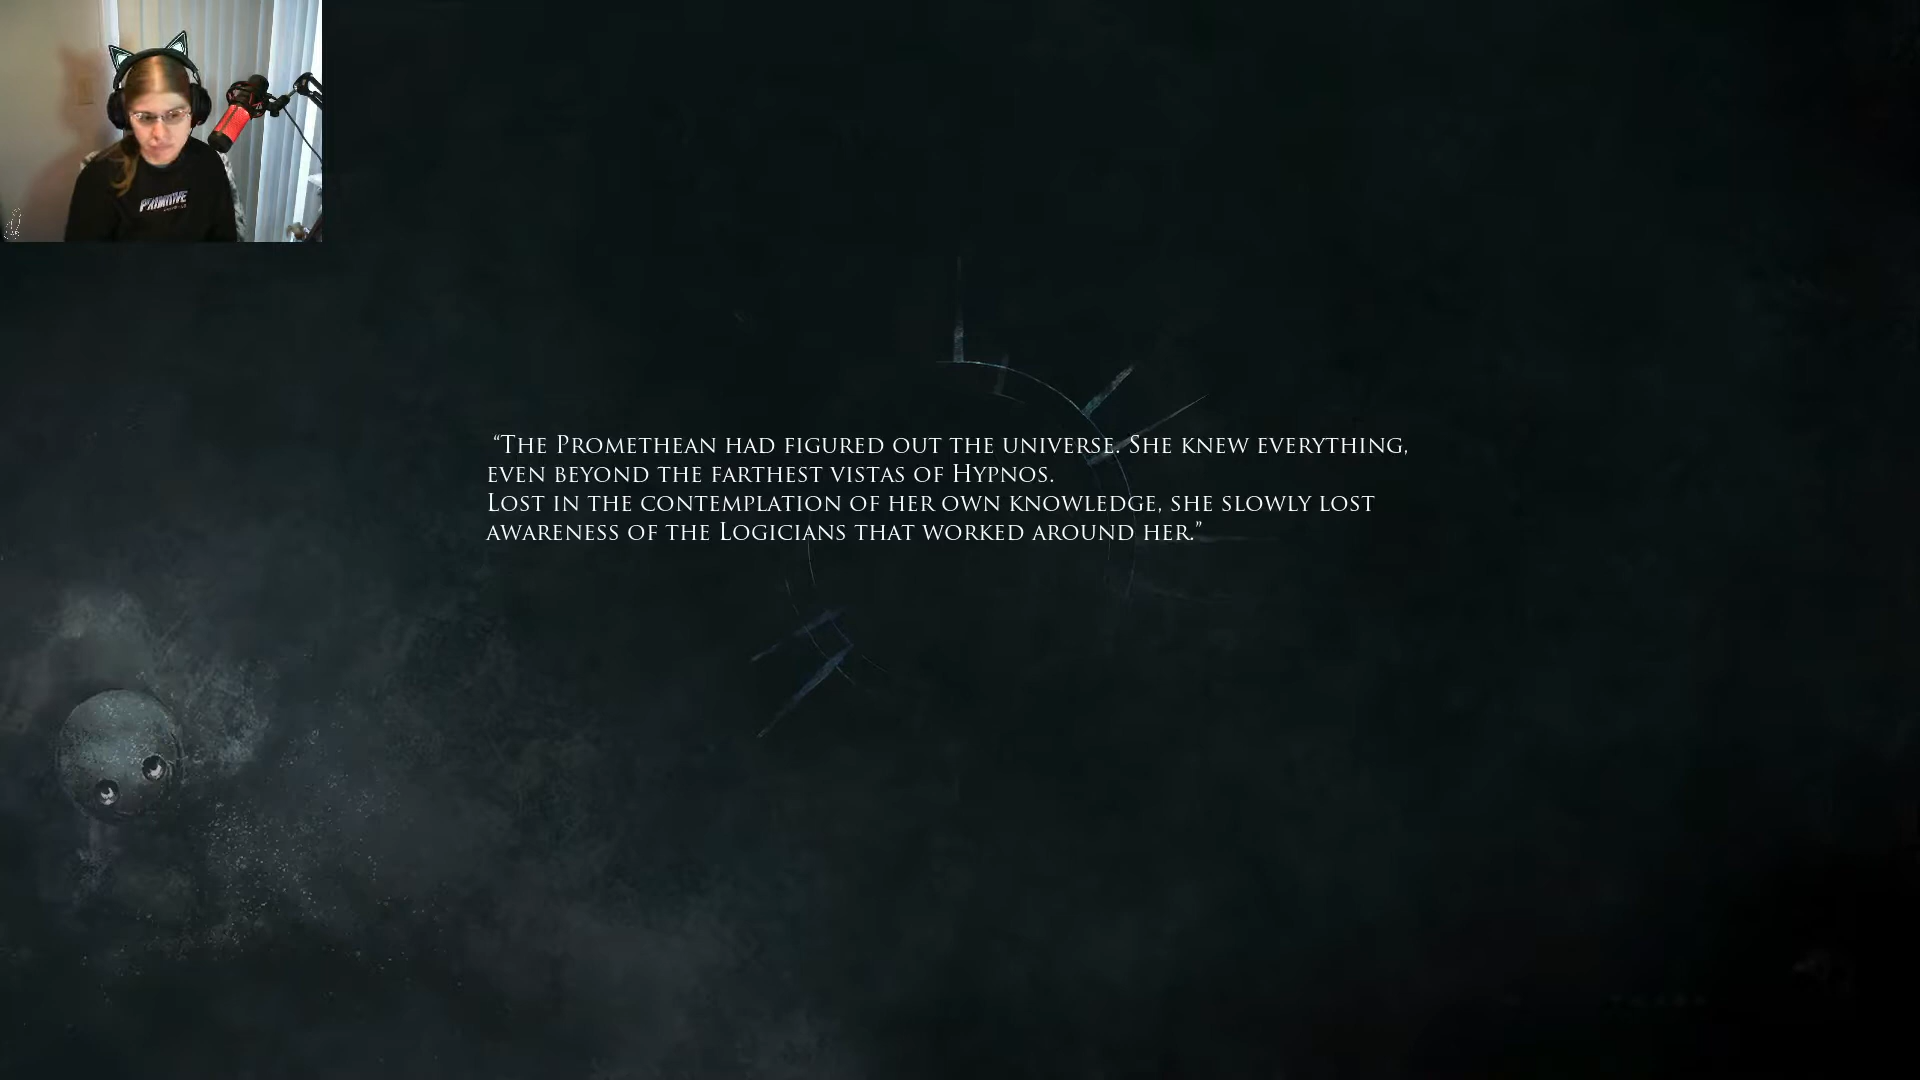 PRIMITIVE
“The Promethean had figured out the universe. She knew everything,
even beyond the farthest vistas of Hypnos.
Lost in the contemplation of her own knowledge, she slowly lost
awareness of the Logicians that worked around her.”